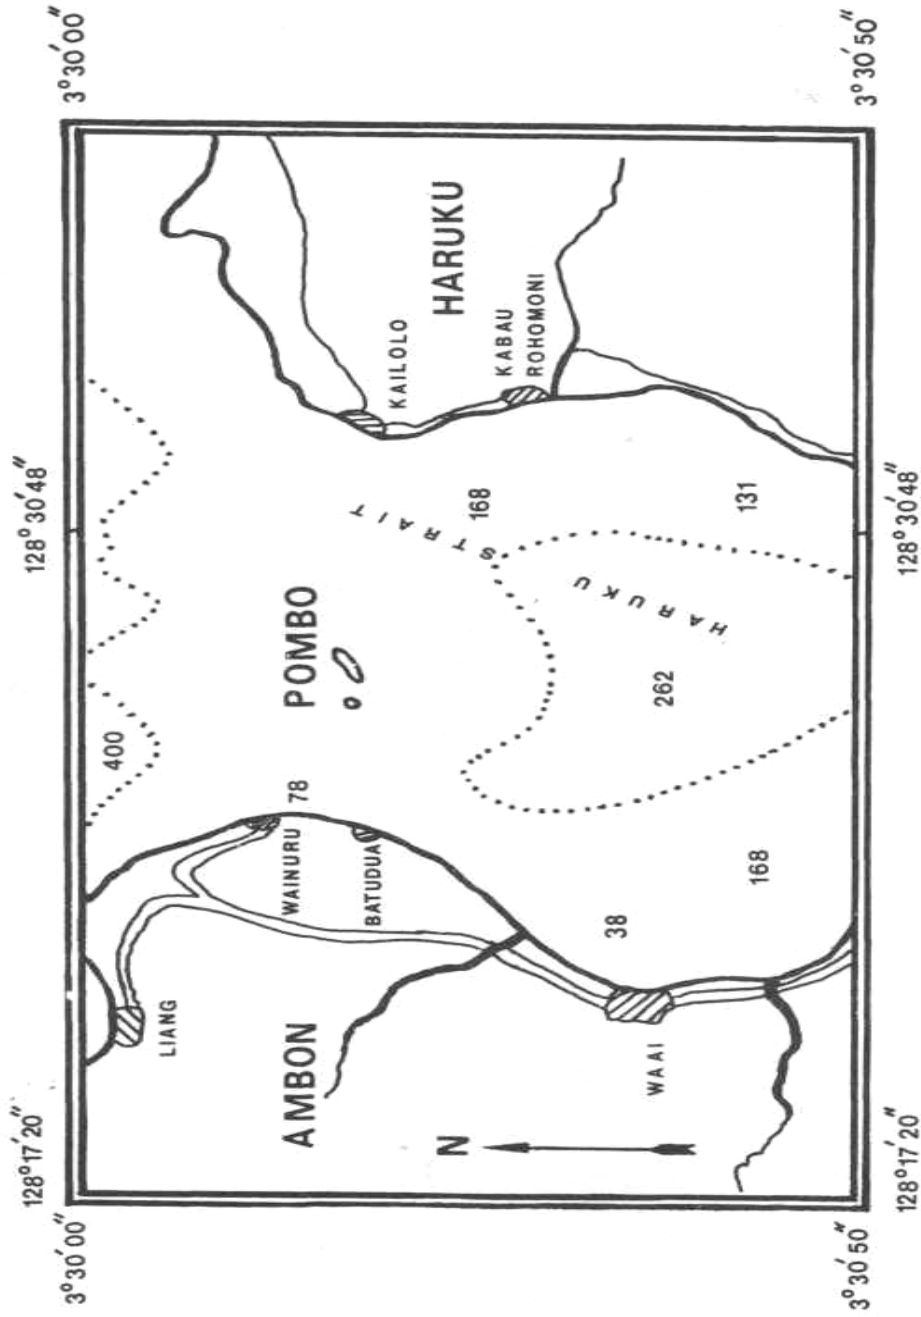 128°17'20"
128°30'48"
3°30'00"
3°30'00"
400
LIANG
AMBON
WAINURU
78
POMBO
BATUDUA
KAILOLO
HARUKU
N
168
KABAU
ROHOMONI
HARUKU STRAIT
38
WAAI
262
168
131
3°30'50"
3°30'50"
128°17'20"
128°30'48"